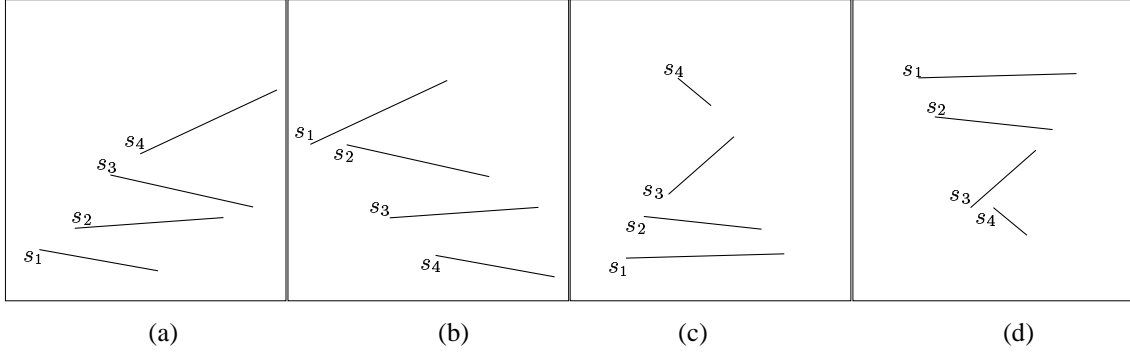 s₄ s₃ s₂ s₁
s₁ s₂ s₃ s₄
s₄ s₃ s₂ s₁
s₁ s₂ s₃ s₄
(a) (b) (c) (d)